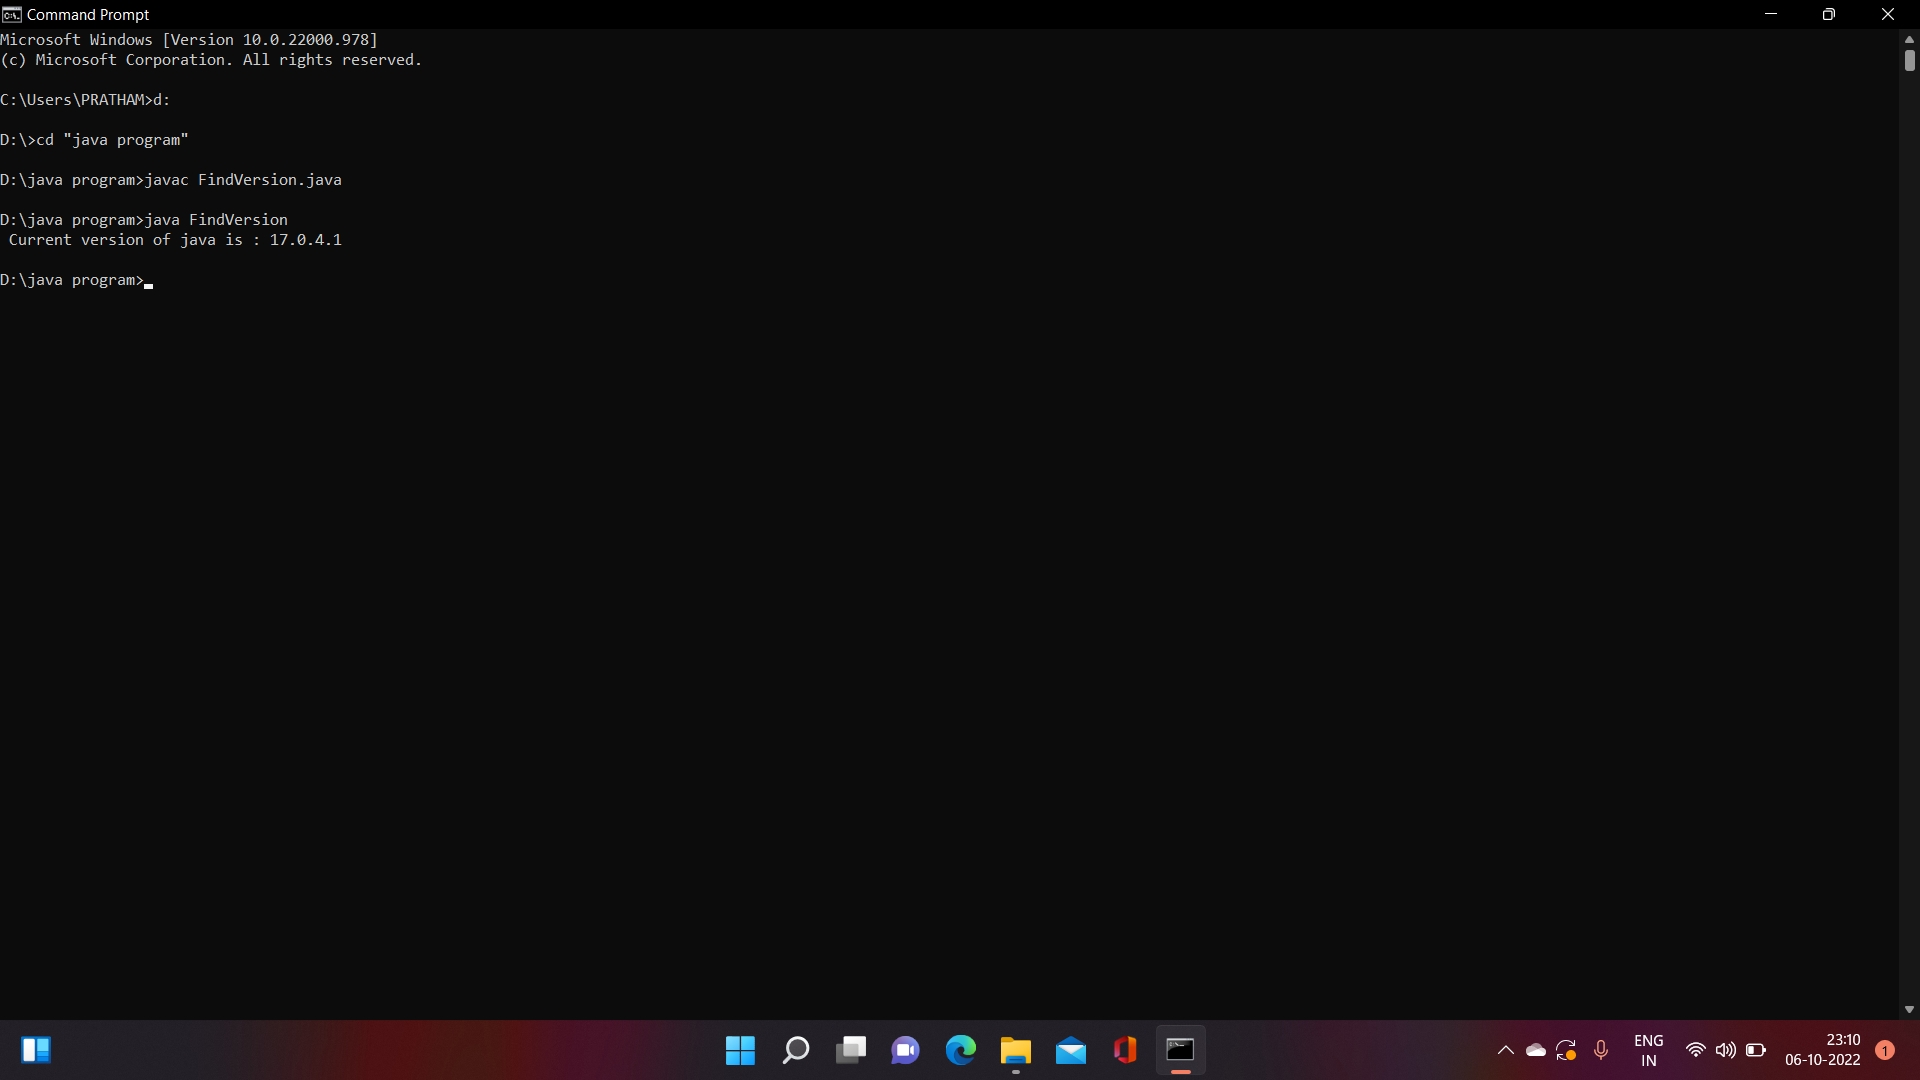 Command Prompt
Microsoft Windows [Version 10.0.22000.978]
(c) Microsoft Corporation. All rights reserved.
C:\Users\PRATHAM>d:
D:\>cd "java program"
D:\java program>javac FindVersion.java
D:\java program>java FindVersion
 Current version of java is : 17.0.4.1
D:\java program>
ENG
IN
23:10
06-10-2022
1